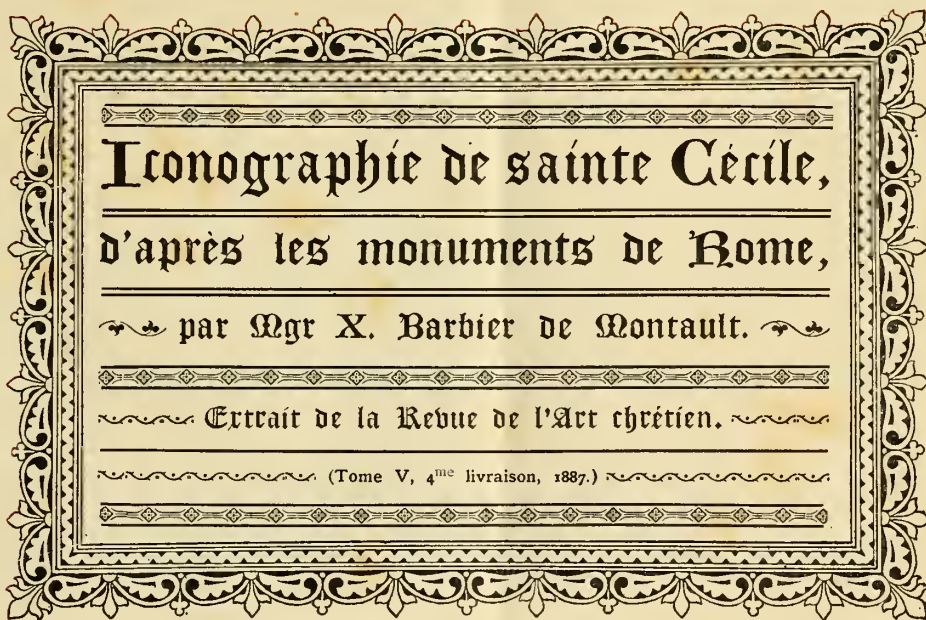 Iconographie de sainte Cécile,
d'après les monuments de Rome,
par Mgr X. Barbier de Montault.
Extrait de la Revue de l'Art chrétien.
(Tome V, 4me livraison, 1887.)